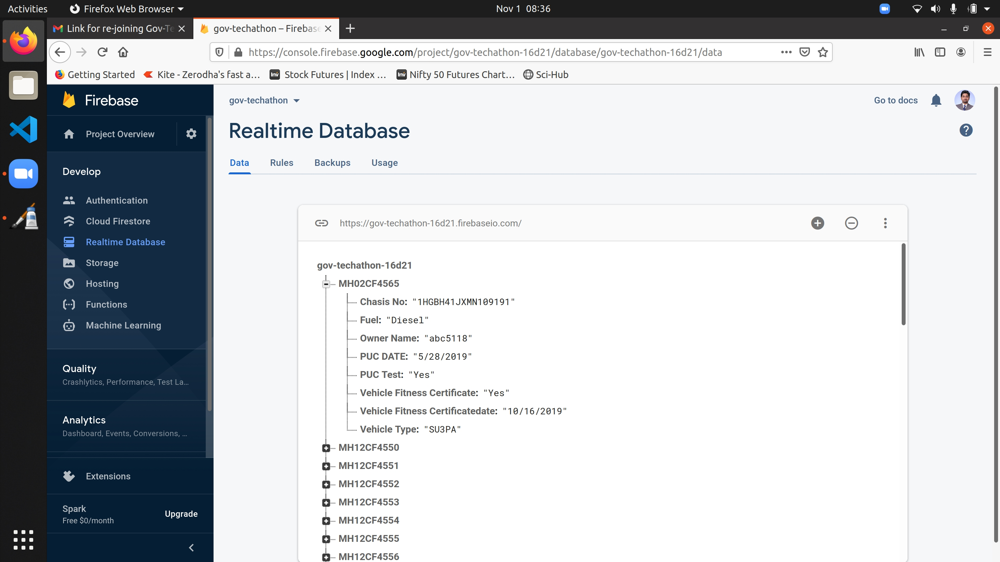 Activities Firefox Web Browser Nov 1 08:36
Link for re-joining Gov-Te gov-techathon – Firebase
https://console.firebase.google.com/project/gov-techathon-16d21/database/gov-techathon-16d21/data
Getting Started Kite - Zerodha's fast a... Inv Stock Futures | Index ... Inv Nifty 50 Futures Chart... Sci-Hub
Firebase
gov-techathon Go to docs
Project Overview
Realtime Database
?
Data Rules Backups Usage
Develop
Authentication
Cloud Firestore
Realtime Database
Storage
Hosting
Functions
Machine Learning
Quality
Crashlytics, Performance, Test La...
Analytics
Dashboard, Events, Conversions, ...
Extensions
Spark
Free $0/month
Upgrade
https://gov-techathon-16d21.firebaseio.com/
gov-techathon-16d21
MH02CF4565
Chasis No: "1HGBH41JXMN109191"
Fuel: "Diesel"
Owner Name: "abc5118"
PUC DATE: "5/28/2019"
PUC Test: "Yes"
Vehicle Fitness Certificate: "Yes"
Vehicle Fitness Certificatedate: "10/16/2019"
Vehicle Type: "SU3PA"
MH12CF4550
MH12CF4551
MH12CF4552
MH12CF4553
MH12CF4554
MH12CF4555
MH12CF4556